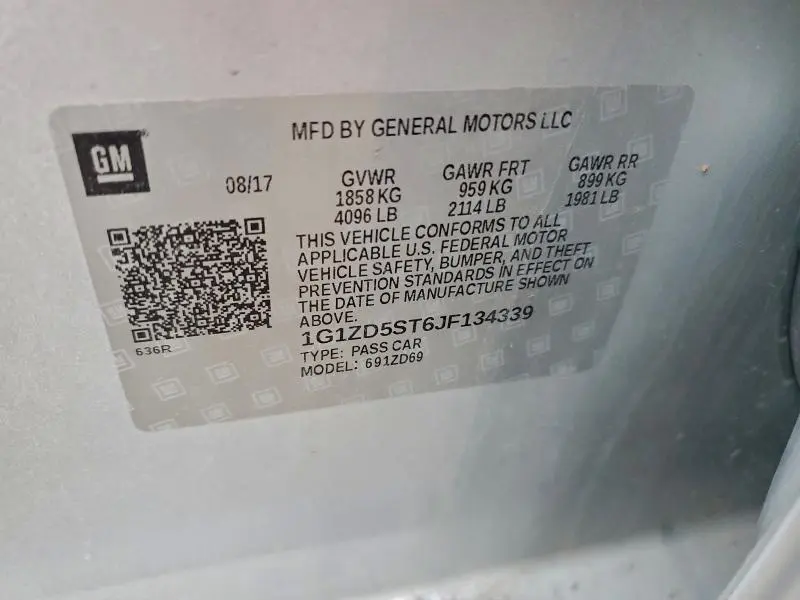 GM
MFD BY GENERAL MOTORS LLC
08/17
GVWR
1858 KG
4096 LB
GAWR FRT
959 KG
2114 LB
GAWR RR
899 KG
1981 LB
THIS VEHICLE CONFORMS TO ALL
APPLICABLE U.S. FEDERAL MOTOR
VEHICLE SAFETY, BUMPER, AND THEFT
PREVENTION STANDARDS IN EFFECT ON
THE DATE OF MANUFACTURE SHOWN
ABOVE.
1G1ZD5ST6JF134339
TYPE: PASS CAR
MODEL: 691ZD69
636R